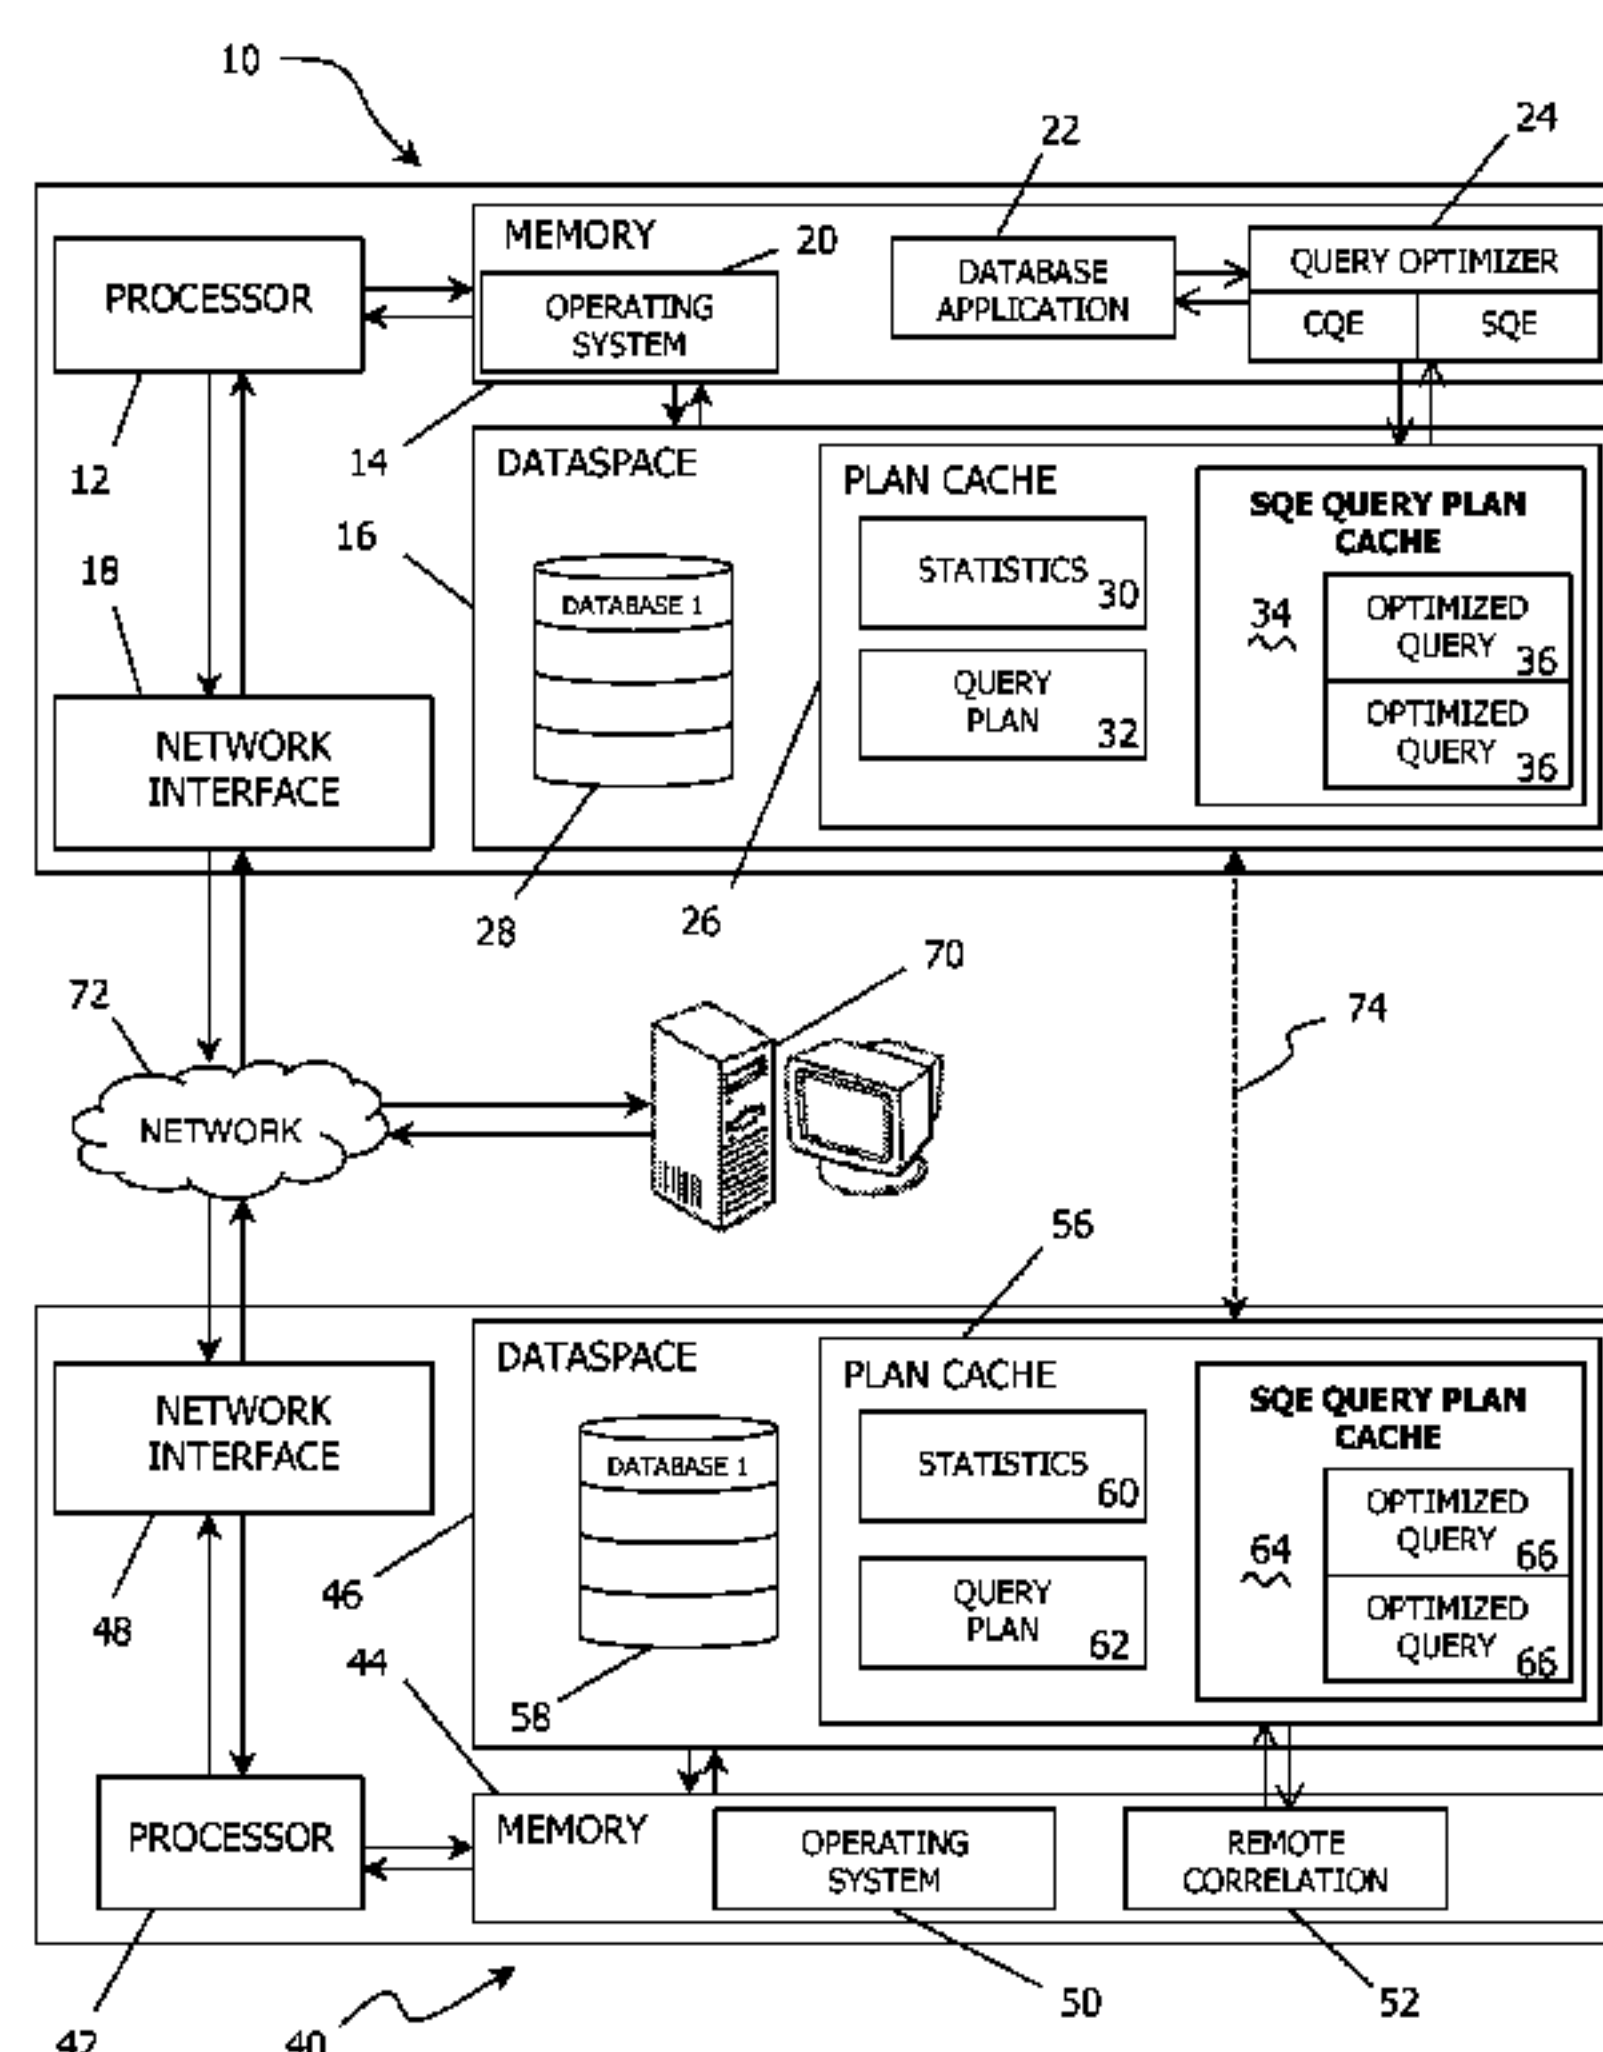 10
22
24
MEMORY
20
PROCESSOR
OPERATING
SYSTEM
DATABASE
APPLICATION
QUERY OPTIMIZER
CQE
SQE
12
14
16
18
DATASPACE
PLAN CACHE
SQE QUERY PLAN
CACHE
DATABASE 1
STATISTICS
30
34
OPTIMIZED
QUERY
36
QUERY
PLAN
32
OPTIMIZED
QUERY
36
NETWORK
INTERFACE
28
26
70
72
74
NETWORK
56
DATASPACE
PLAN CACHE
SQE QUERY PLAN
CACHE
NETWORK
INTERFACE
DATABASE 1
STATISTICS
60
64
OPTIMIZED
QUERY
66
46
48
QUERY
PLAN
62
OPTIMIZED
QUERY
66
44
58
PROCESSOR
MEMORY
OPERATING
SYSTEM
REMOTE
CORRELATION
50
52
42
40